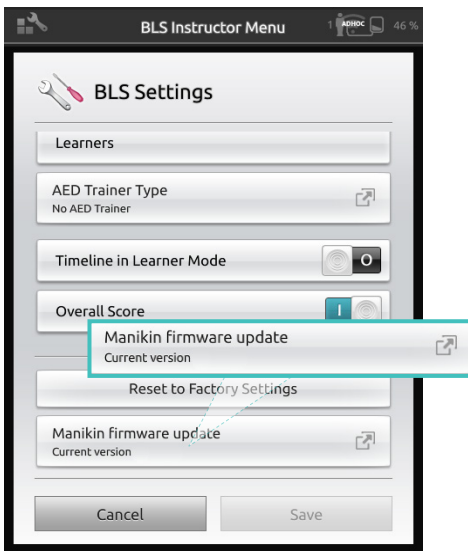 BLS Instructor Menu
1 ADHOC 46 %
BLS Settings
Learners
AED Trainer Type
No AED Trainer
Timeline in Learner Mode
O
Overall Score
I
Manikin firmware update
Current version
Reset to Factory Settings
Manikin firmware update
Current version
Cancel
Save